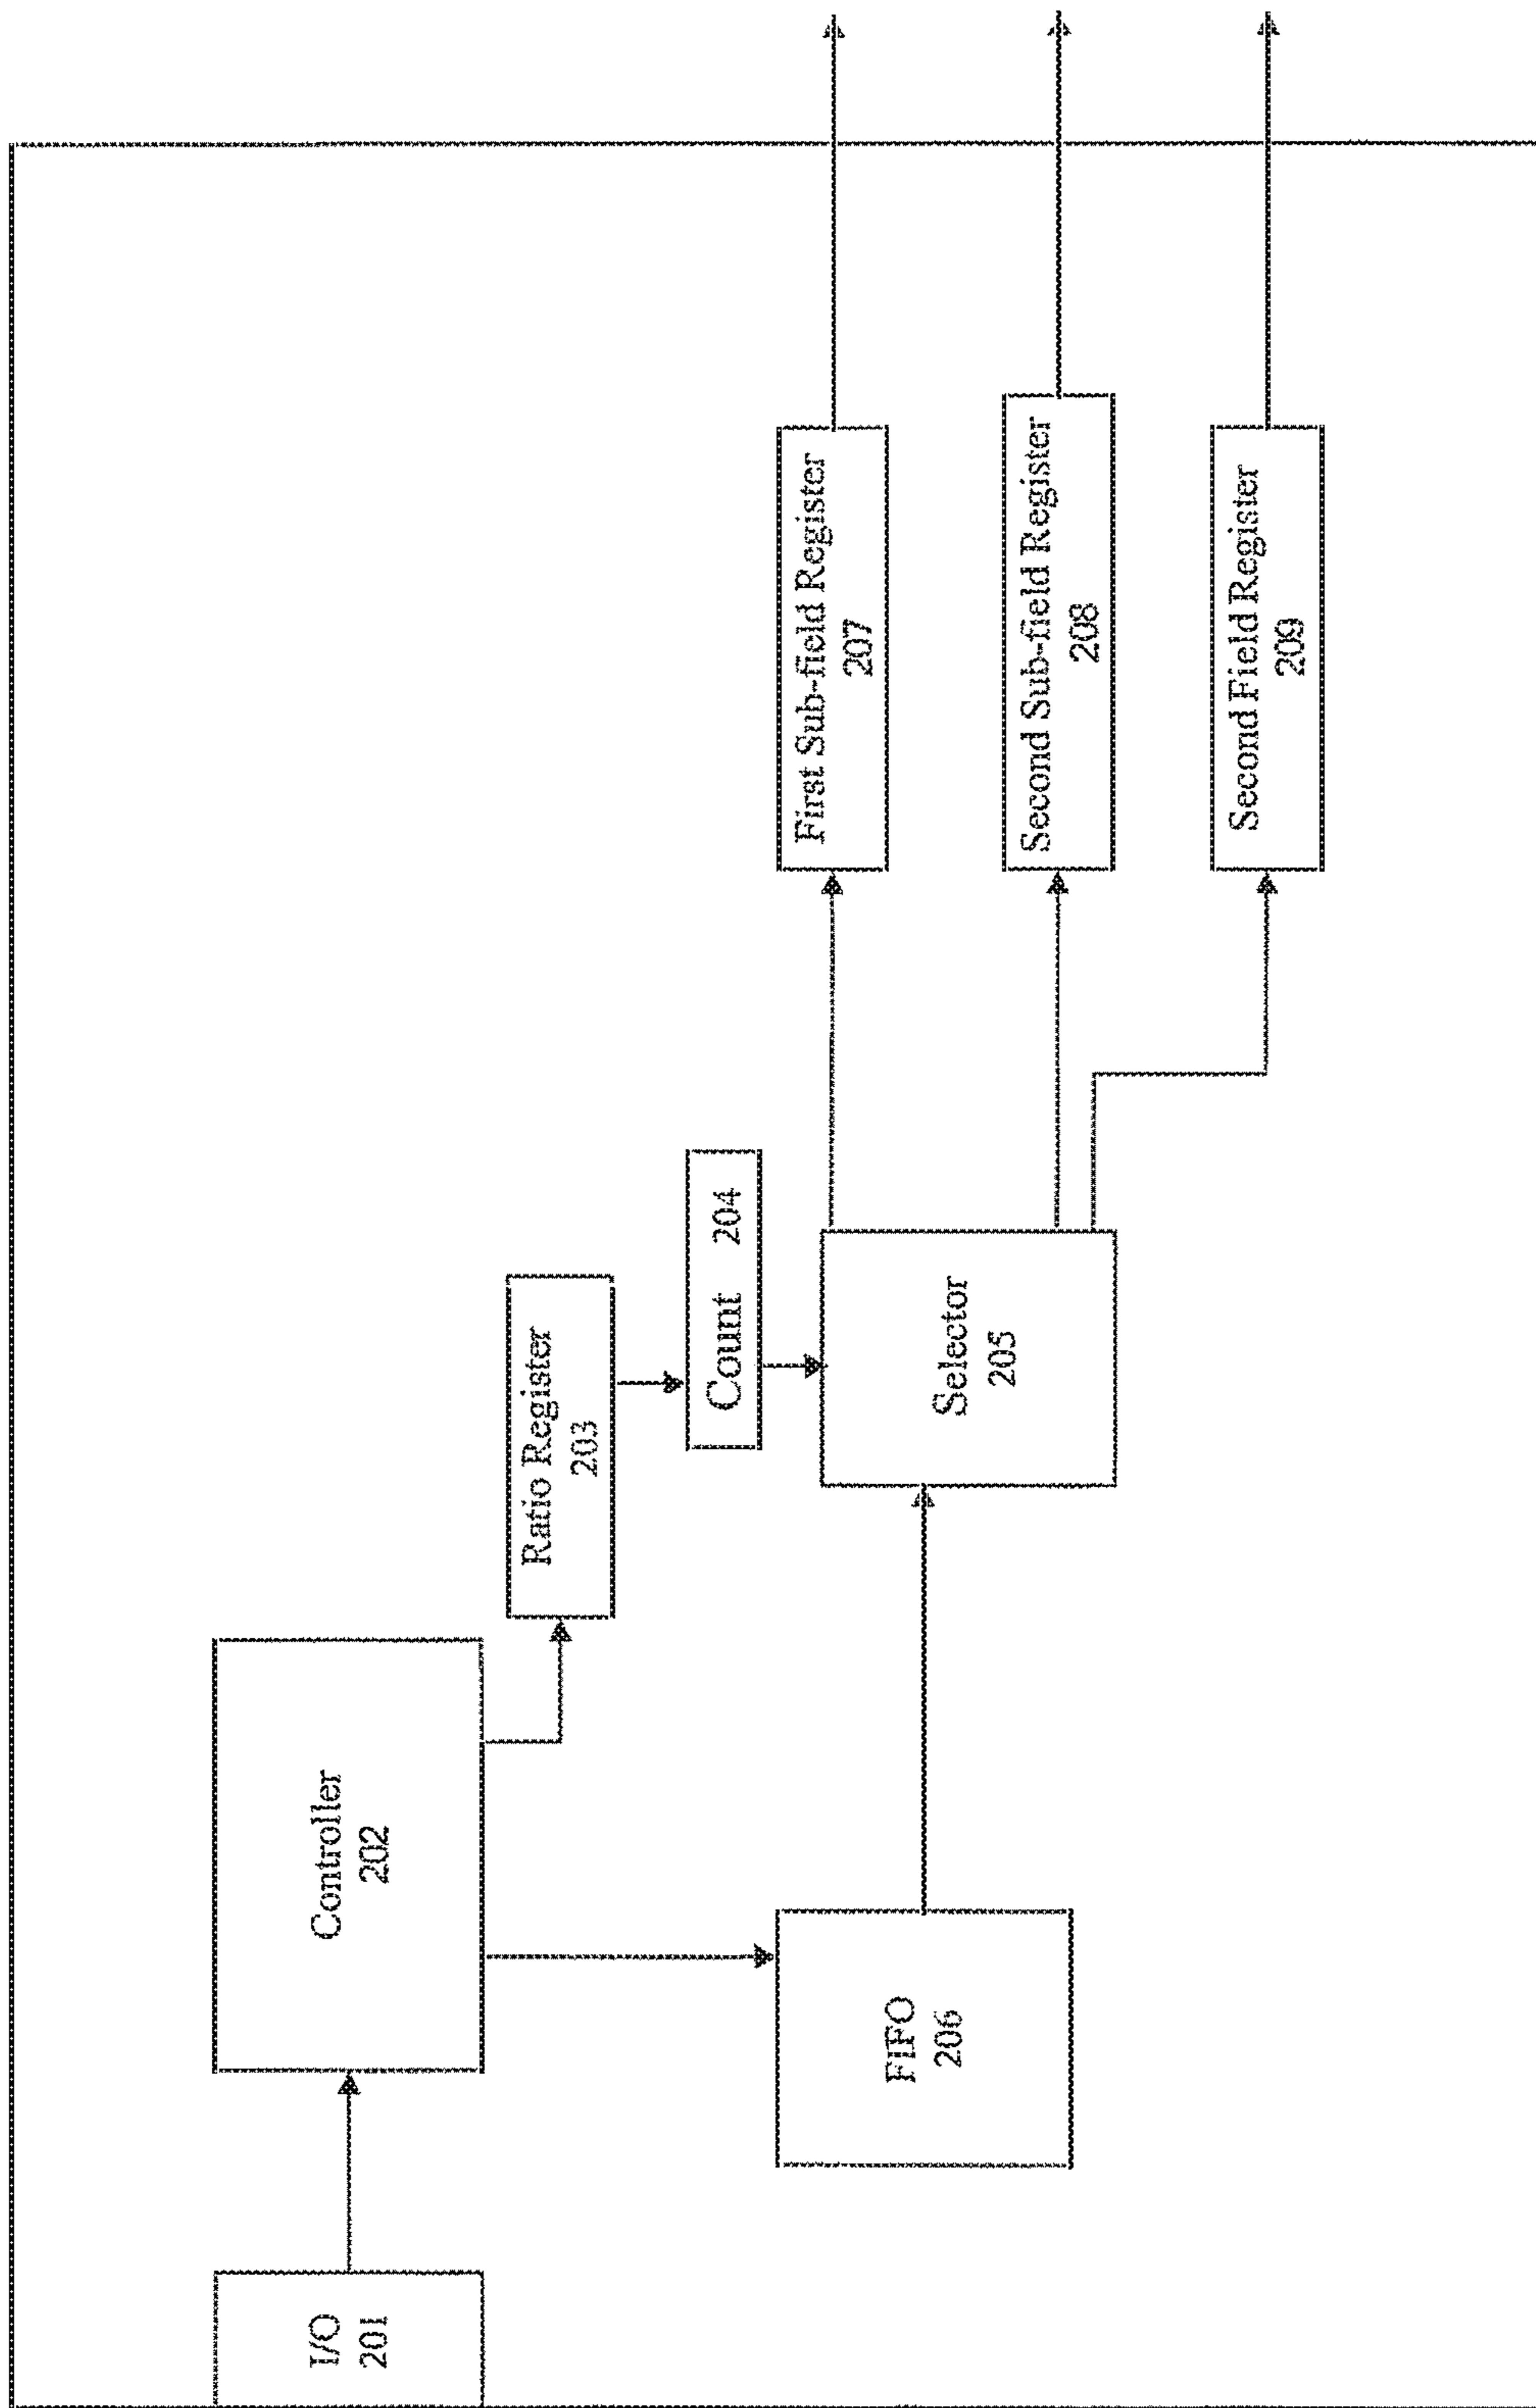 I/O
201
Controller
202
Ratio Register
203
Count 204
Selector
205
FIFO
206
First Sub-field Register
207
Second Sub-field Register
208
Second Field Register
209